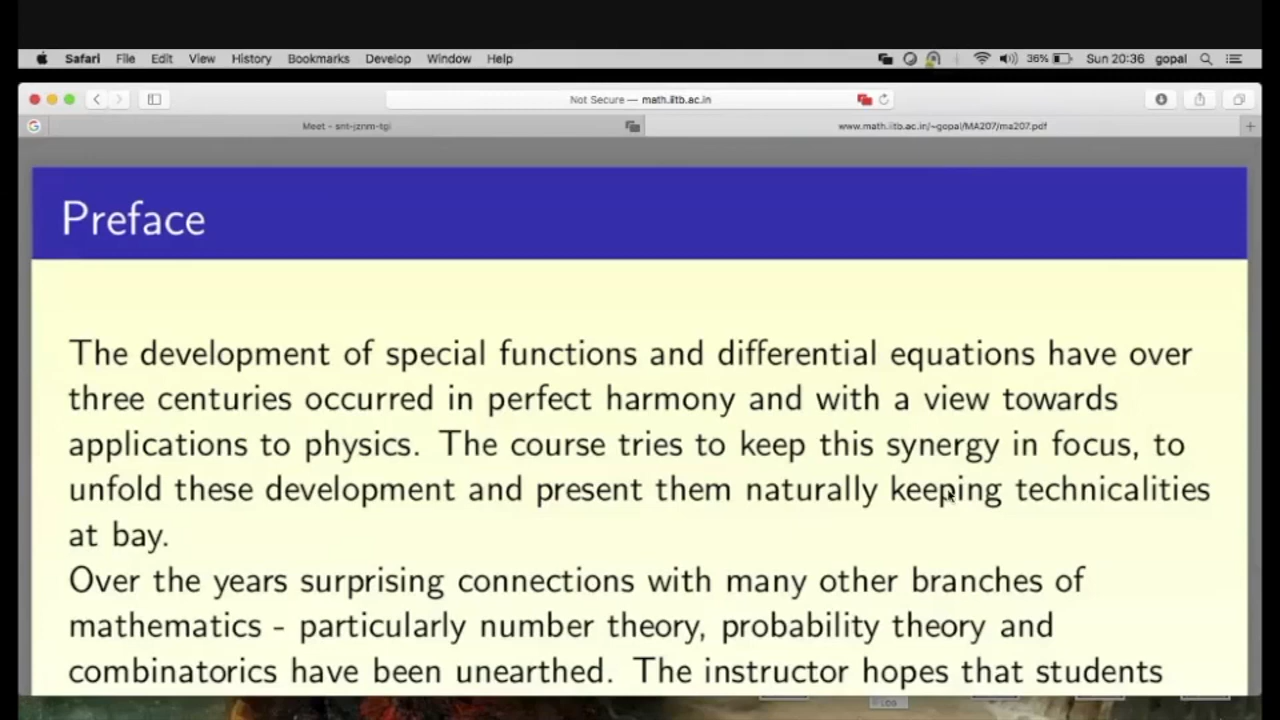 Safari File Edit View History Bookmarks Develop Window Help 36% Sun 20:36 gopal
Not Secure — math.iitb.ac.in
Meet - snt-jznm-tgi www.math.iitb.ac.in/~gopal/MA207/ma207.pdf
Preface
The development of special functions and differential equations have over
three centuries occurred in perfect harmony and with a view towards
applications to physics. The course tries to keep this synergy in focus, to
unfold these development and present them naturally keeping technicalities
at bay.
Over the years surprising connections with many other branches of
mathematics - particularly number theory, probability theory and
combinatorics have been unearthed. The instructor hopes that students